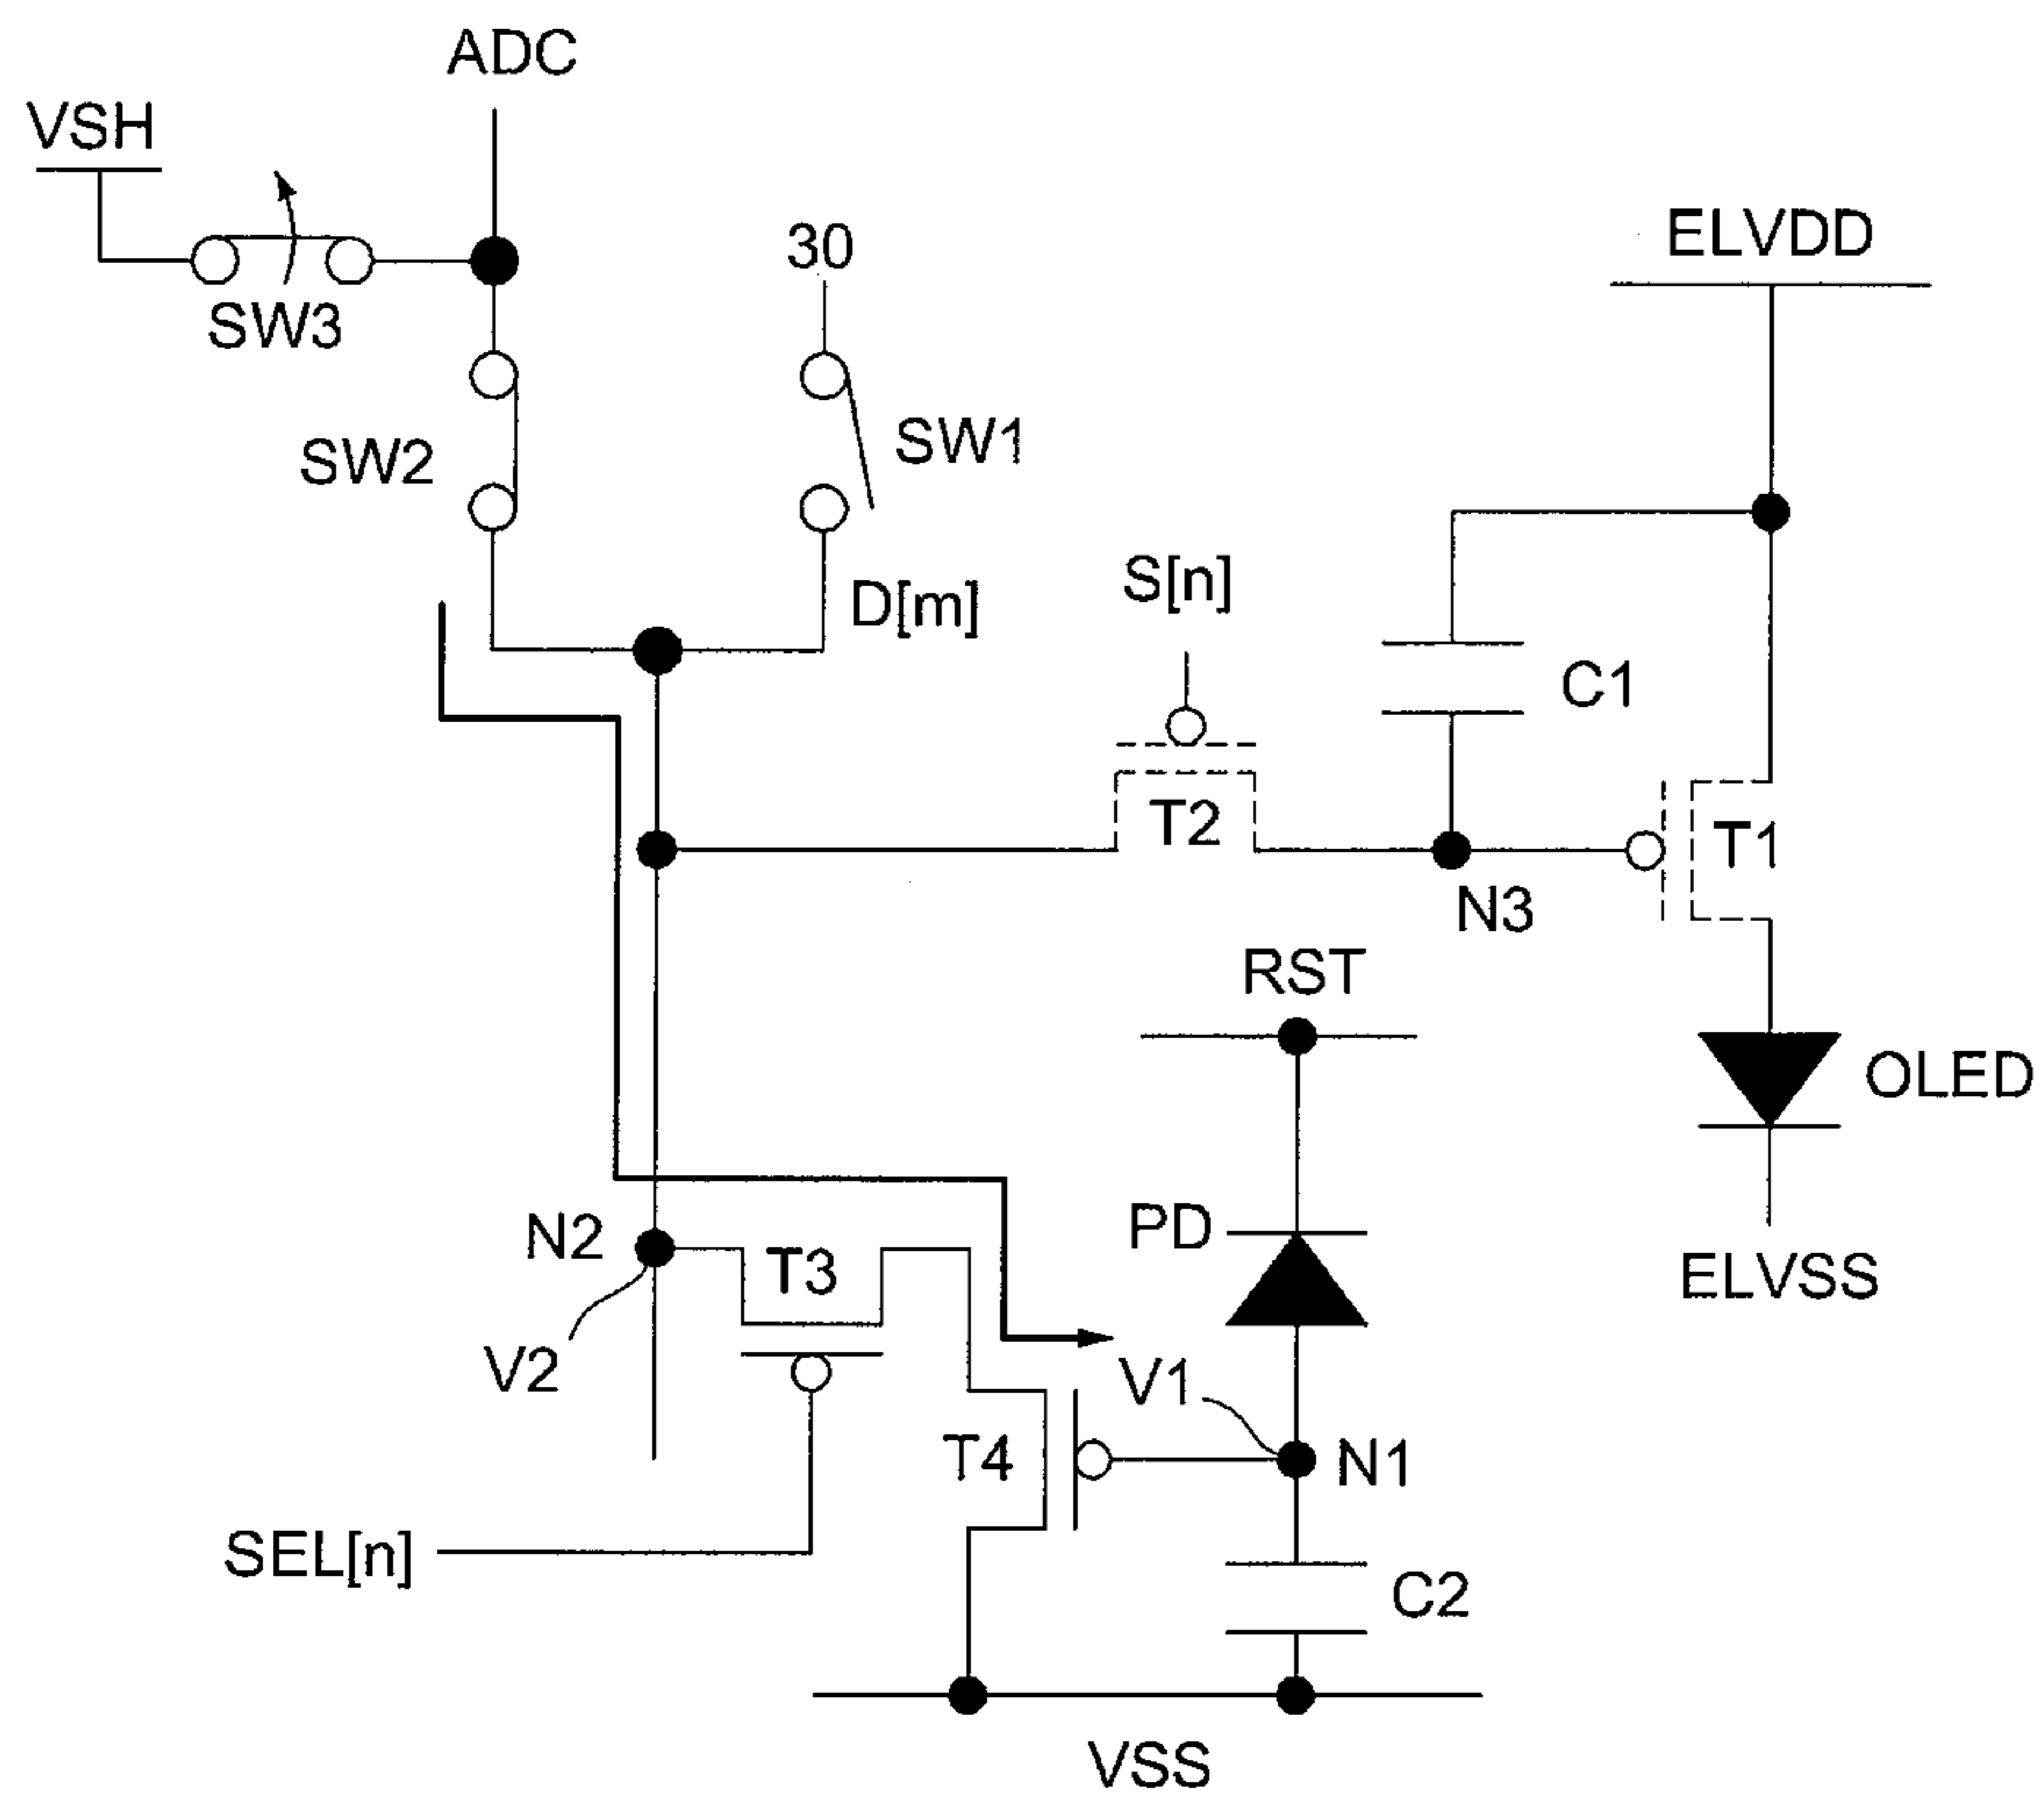 ADC
VSH
30
ELVDD
SW3
SW1
SW2
S[n]
D[m]
C1
T2
T1
N3
RST
OLED
PD
N2
T3
ELVSS
V2
V1
T4
N1
SEL[n]
C2
VSS